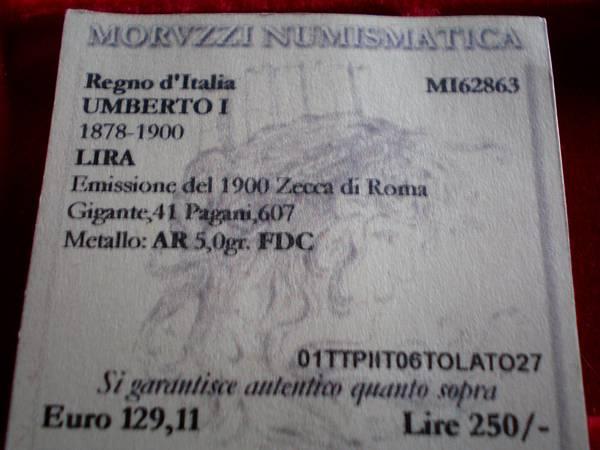 MORVZZI NUMISMATICA
Regno d'Italia MI62863
UMBERTO I
1878-1900
LIRA
Emissione del 1900 Zecca di Roma
Gigante,41 Pagani,607
Metallo: AR 5,0gr. FDC
01TTPIIT06TOLATO27
Si garantisce autentico quanto sopra
Euro 129,11 Lire 250/-